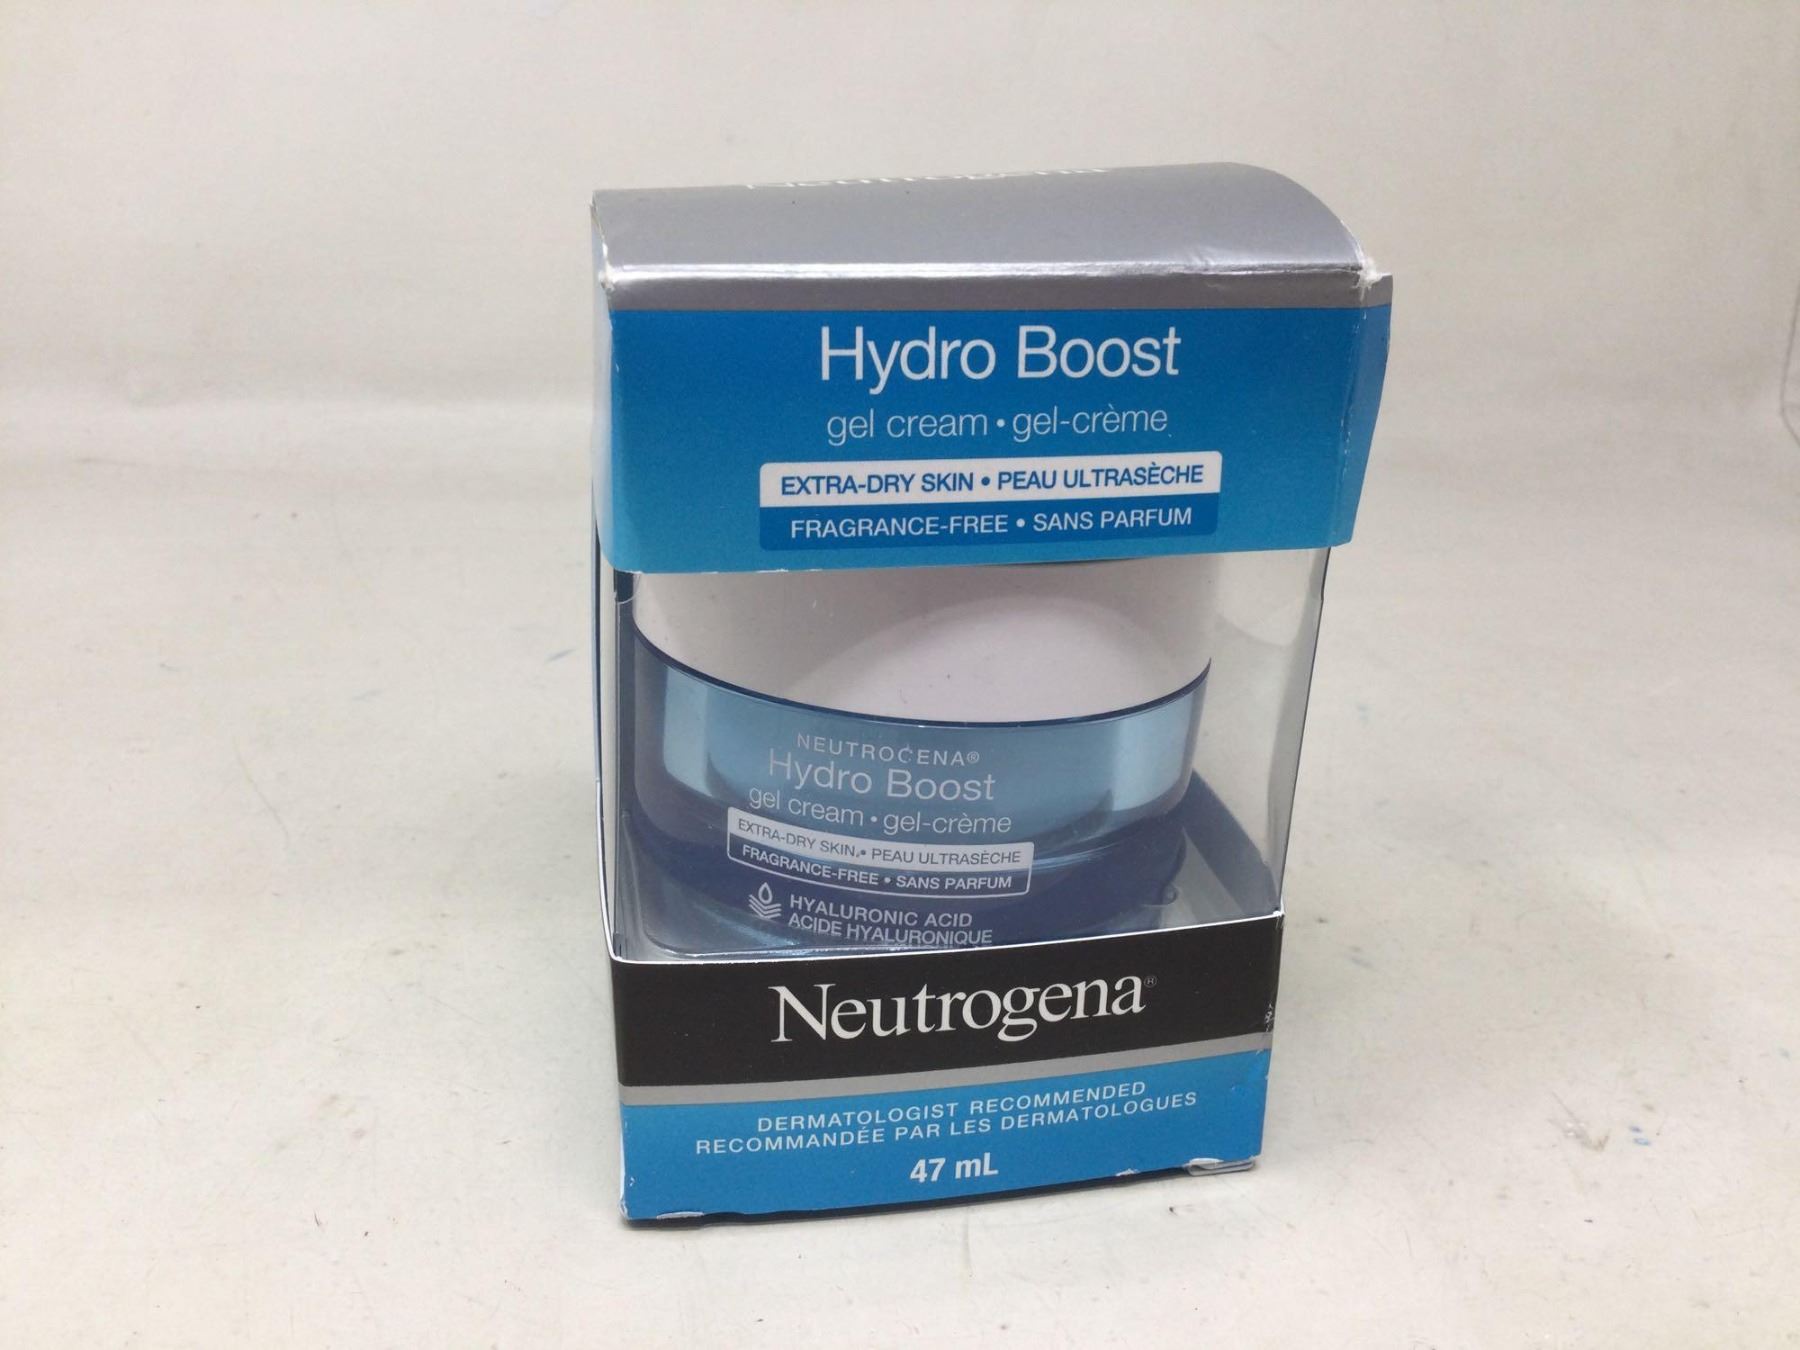 Hydro Boost
gel cream • gel-crème
EXTRA-DRY SKIN • PEAU ULTRASÈCHE
FRAGRANCE-FREE • SANS PARFUM
NEUTROGENA®
Hydro Boost
gel cream • gel-crème
EXTRA-DRY SKIN • PEAU ULTRASÈCHE
FRAGRANCE-FREE • SANS PARFUM
HYALURONIC ACID
ACIDE HYALURONIQUE
Neutrogena®
DERMATOLOGIST RECOMMENDED
RECOMMANDÉE PAR LES DERMATOLOGUES
47 mL